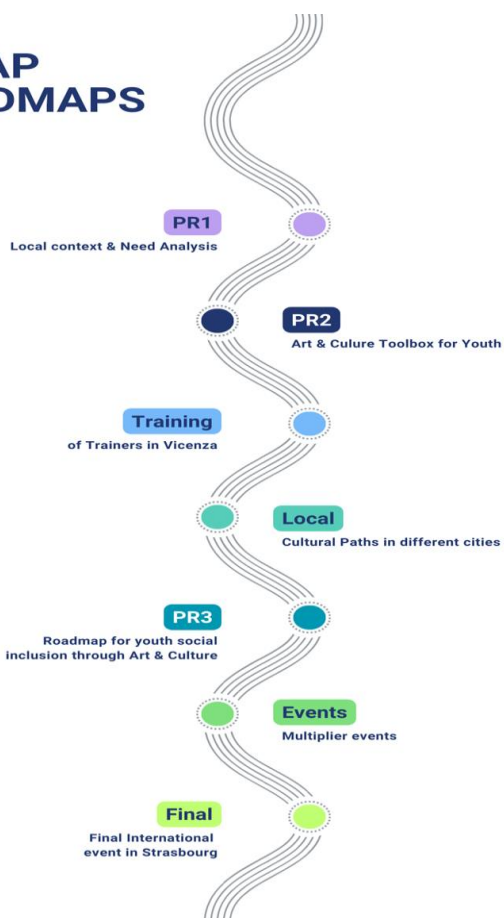 AP
OMAPS
PR1
Local context & Need Analysis
PR2
Art & Culure Toolbox for Youth
Training
of Trainers in Vicenza
Local
Cultural Paths in different cities
PR3
Roadmap for youth social
inclusion through Art & Culture
Events
Multiplier events
Final
Final International
event in Strasbourg